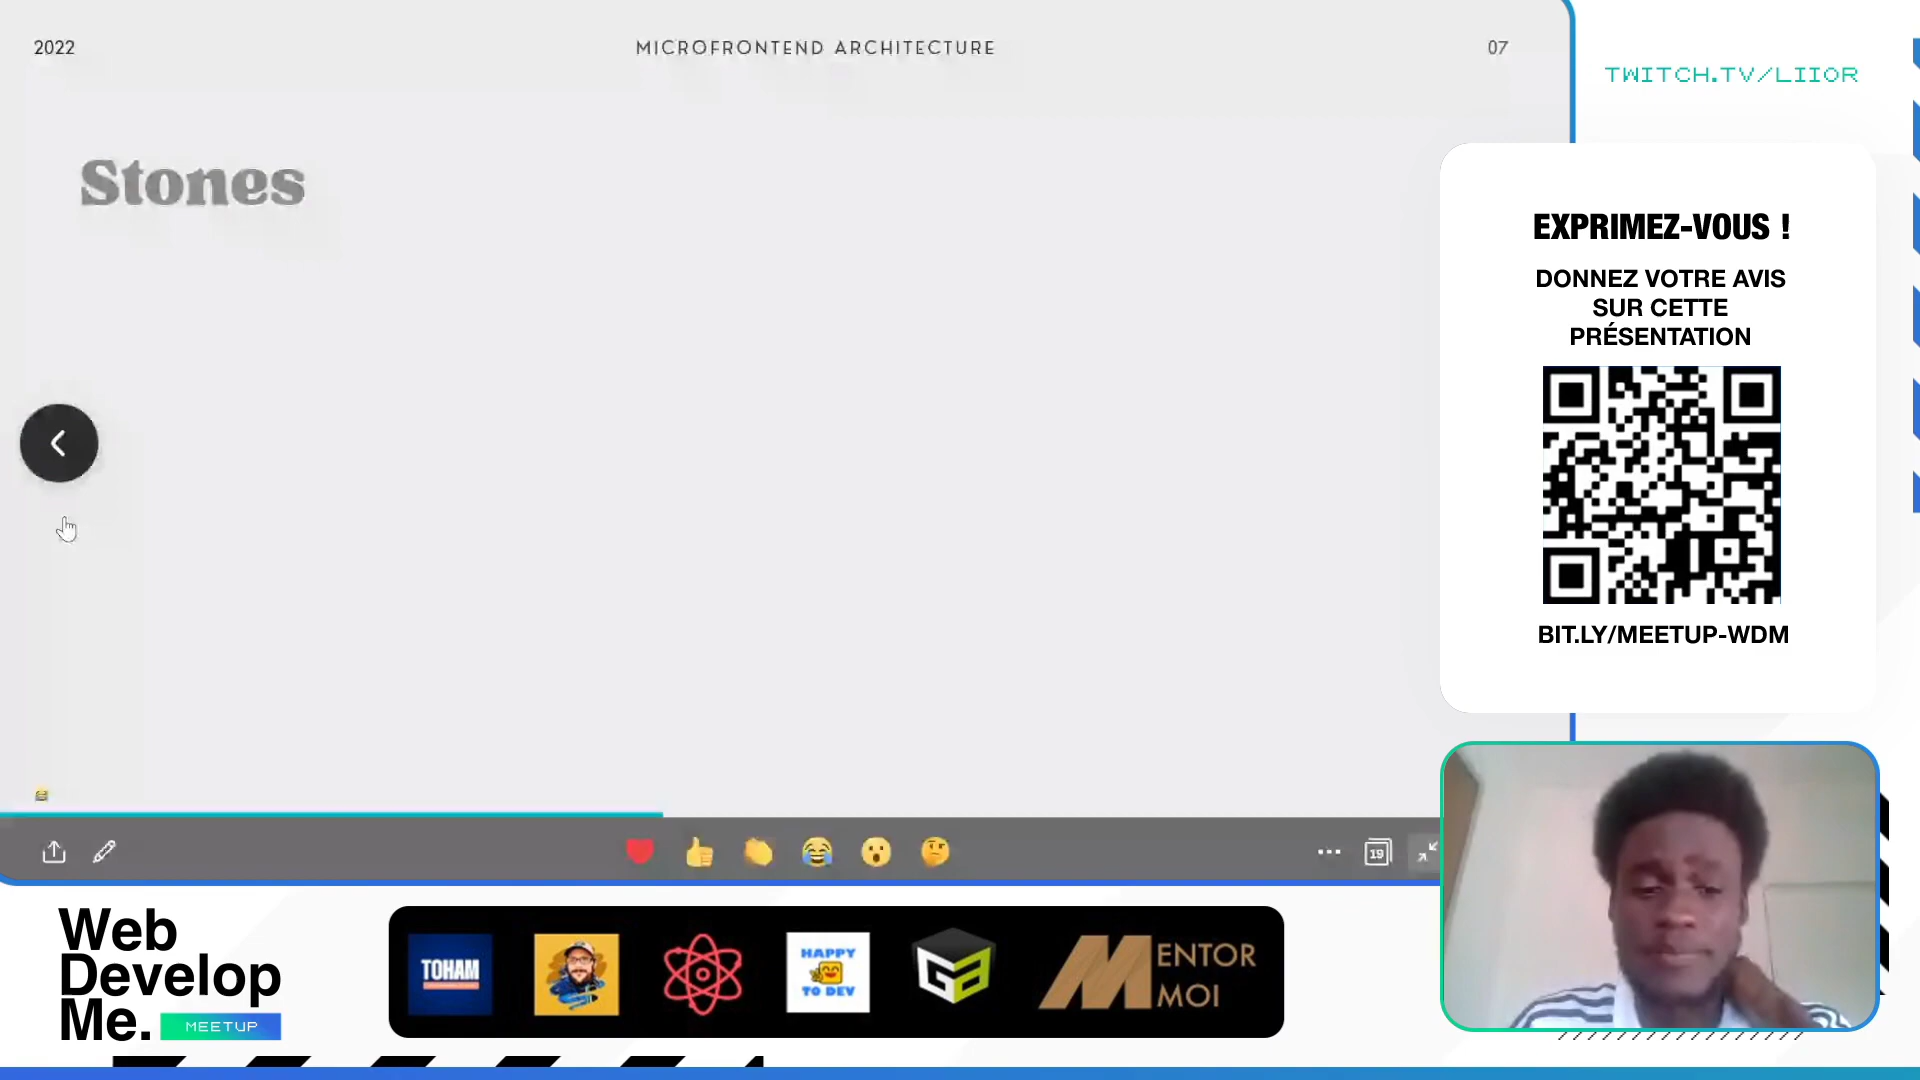 2022
MICROFRONTEND ARCHITECTURE
07
TWITCH.TV/LIIOR
Stones
EXPRIMEZ-VOUS !
DONNEZ VOTRE AVIS
SUR CETTE
PRÉSENTATION
BIT.LY/MEETUP-WDM
19
Web
Develop
Me.
MEETUP
TOHAM
HAPPY
TO DEV
MENTOR
MOI